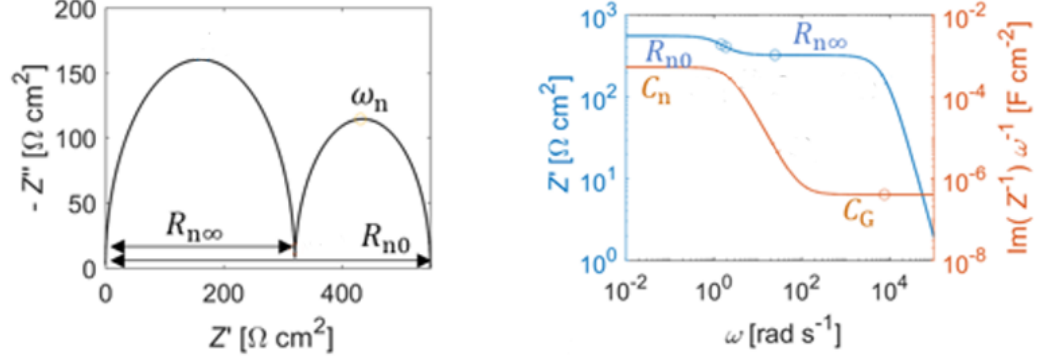 200
150
100
50
0
- Z'' [Ω cm²]
ωₙ
Rₙ∞
Rₙ₀
0 200 400
Z' [Ω cm²]
10³
10²
10¹
10⁰
Z' [Ω cm²]
Rₙ₀
Rₙ∞
Cₙ
C_G
10⁻²
10⁻⁴
10⁻⁶
10⁻⁸
Im( Z⁻¹) ω⁻¹ [F cm⁻²]
10⁻² 10⁰ 10² 10⁴
ω [rad s⁻¹]